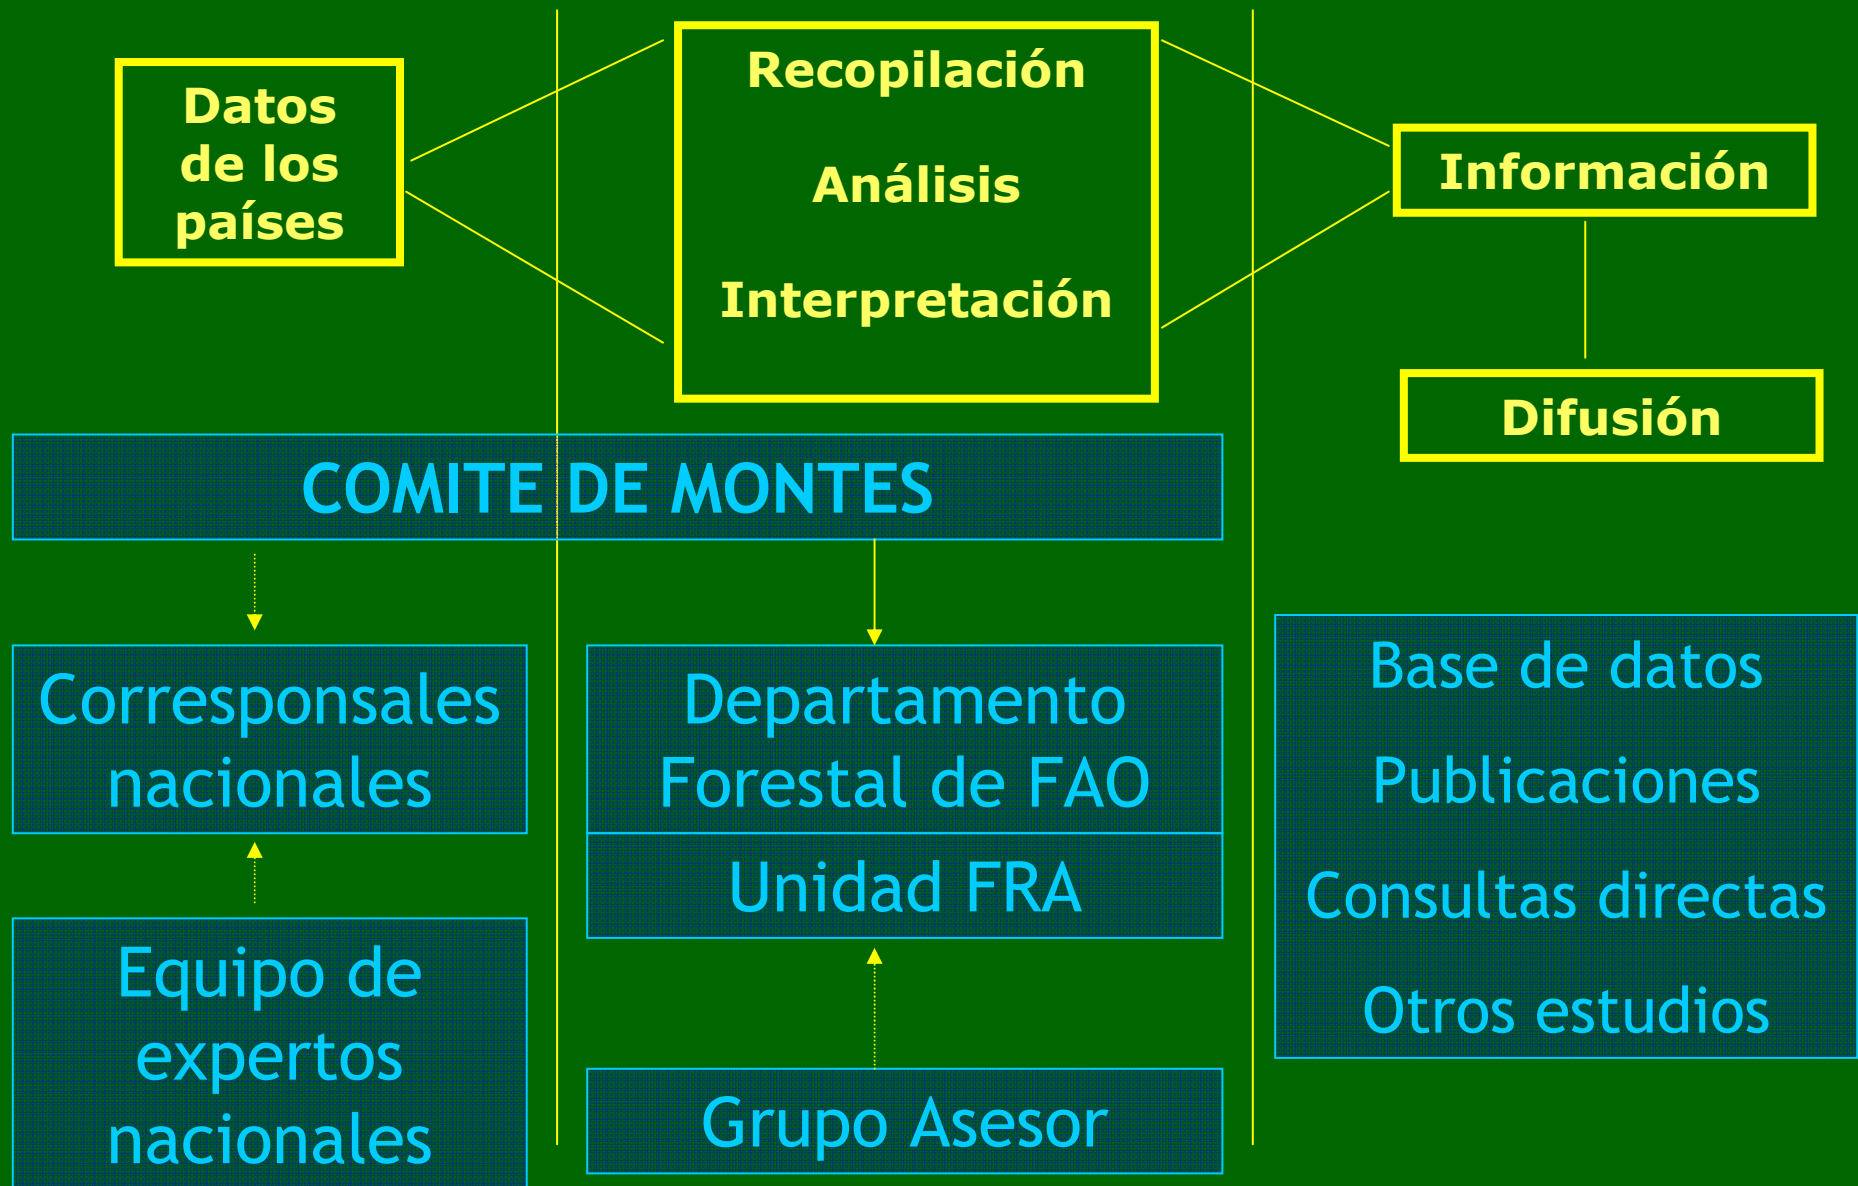 Datos
de los
países
Recopilación
Análisis
Interpretación
Información
Difusión
COMITE DE MONTES
Corresponsales
nacionales
Equipo de
expertos
nacionales
Departamento
Forestal de FAO
Unidad FRA
Grupo Asesor
Base de datos
Publicaciones
Consultas directas
Otros estudios